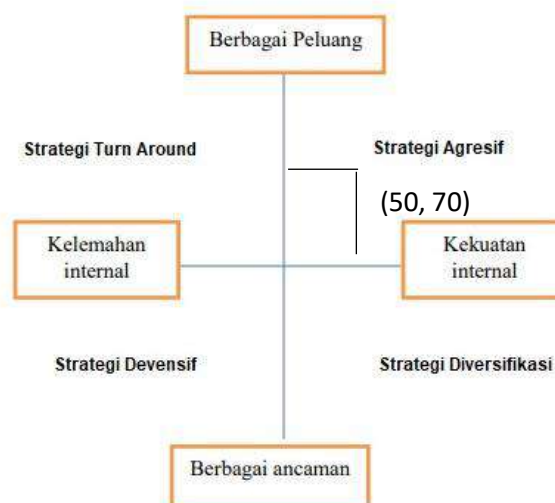 Berbagai Peluang
Strategi Turn Around
Strategi Agresif
(50, 70)
Kelemahan
internal
Kekuatan
internal
Strategi Devensif
Strategi Diversifikasi
Berbagai ancaman